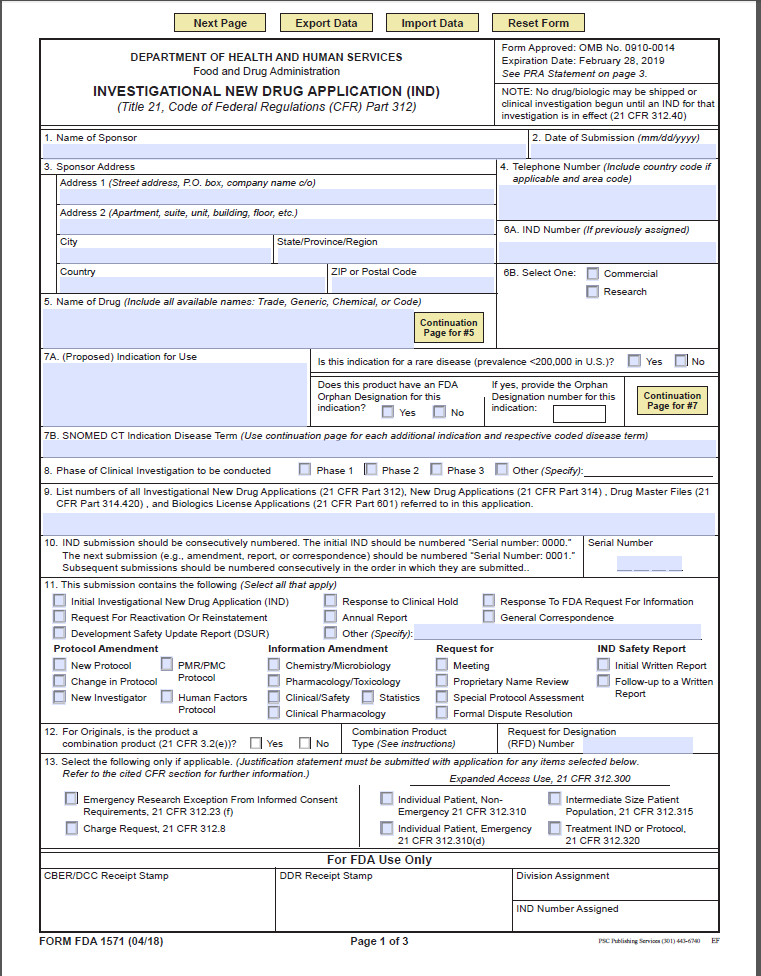 Next Page Export Data Import Data Reset Form
DEPARTMENT OF HEALTH AND HUMAN SERVICES
Food and Drug Administration
INVESTIGATIONAL NEW DRUG APPLICATION (IND)
(Title 21, Code of Federal Regulations (CFR) Part 312)
Form Approved: OMB No. 0910-0014
Expiration Date: February 28, 2019
See PRA Statement on page 3.
NOTE: No drug/biologic may be shipped or
clinical investigation begun until an IND for that
investigation is in effect (21 CFR 312.40)
1. Name of Sponsor
2. Date of Submission (mm/dd/yyyy)
3. Sponsor Address
Address 1 (Street address, P.O. box, company name c/o)
Address 2 (Apartment, suite, unit, building, floor, etc.)
City
State/Province/Region
Country
ZIP or Postal Code
4. Telephone Number (Include country code if
applicable and area code)
6A. IND Number (If previously assigned)
6B. Select One: Commercial
Research
5. Name of Drug (Include all available names: Trade, Generic, Chemical, or Code)
Continuation
Page for #5
7A. (Proposed) Indication for Use
Is this indication for a rare disease (prevalence <200,000 in U.S.)? Yes No
Does this product have an FDA
Orphan Designation for this
indication? Yes No
If yes, provide the Orphan
Designation number for this
indication:
Continuation
Page for #7
7B. SNOMED CT Indication Disease Term (Use continuation page for each additional indication and respective coded disease term)
8. Phase of Clinical Investigation to be conducted Phase 1 Phase 2 Phase 3 Other (Specify):
9. List numbers of all Investigational New Drug Applications (21 CFR Part 312), New Drug Applications (21 CFR Part 314) , Drug Master Files (21
CFR Part 314.420) , and Biologics License Applications (21 CFR Part 601) referred to in this application.
10. IND submission should be consecutively numbered. The initial IND should be numbered "Serial number: 0000."
The next submission (e.g., amendment, report, or correspondence) should be numbered "Serial Number: 0001."
Subsequent submissions should be numbered consecutively in the order in which they are submitted..
Serial Number
11. This submission contains the following (Select all that apply)
Initial Investigational New Drug Application (IND) Response to Clinical Hold Response To FDA Request For Information
Request For Reactivation Or Reinstatement Annual Report General Correspondence
Development Safety Update Report (DSUR) Other (Specify):
Protocol Amendment
New Protocol
Change in Protocol
New Investigator
PMR/PMC
Protocol
Human Factors
Protocol
Information Amendment
Chemistry/Microbiology
Pharmacology/Toxicology
Clinical/Safety Statistics
Clinical Pharmacology
Request for
Meeting
Proprietary Name Review
Special Protocol Assessment
Formal Dispute Resolution
IND Safety Report
Initial Written Report
Follow-up to a Written
Report
12. For Originals, is the product a
combination product (21 CFR 3.2(e))? Yes No
Combination Product
Type (See instructions)
Request for Designation
(RFD) Number
13. Select the following only if applicable. (Justification statement must be submitted with application for any items selected below.
Refer to the cited CFR section for further information.)
Expanded Access Use, 21 CFR 312.300
Emergency Research Exception From Informed Consent
Requirements, 21 CFR 312.23 (f)
Charge Request, 21 CFR 312.8
Individual Patient, Non-
Emergency 21 CFR 312.310
Individual Patient, Emergency
21 CFR 312.310(d)
Intermediate Size Patient
Population, 21 CFR 312.315
Treatment IND or Protocol,
21 CFR 312.320
For FDA Use Only
CBER/DCC Receipt Stamp
DDR Receipt Stamp
Division Assignment
IND Number Assigned
FORM FDA 1571 (04/18) Page 1 of 3 PSC Publishing Services (301) 443-6740 EF